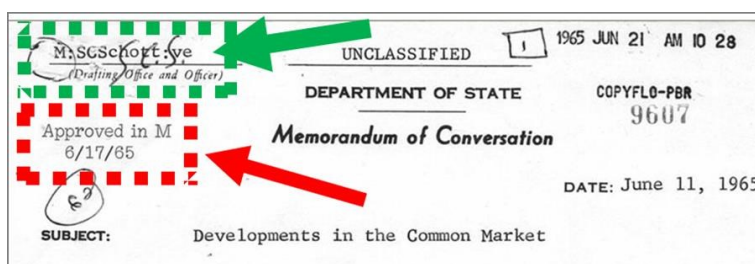 M:SGSchott:ve
(Drafting Office and Officer)
UNCLASSIFIED
1
1965 JUN 21 AM 10 28
DEPARTMENT OF STATE
COPYFLO-PBR
9607
Approved in M
6/17/65
Memorandum of Conversation
DATE: June 11, 1965
SUBJECT:
Developments in the Common Market